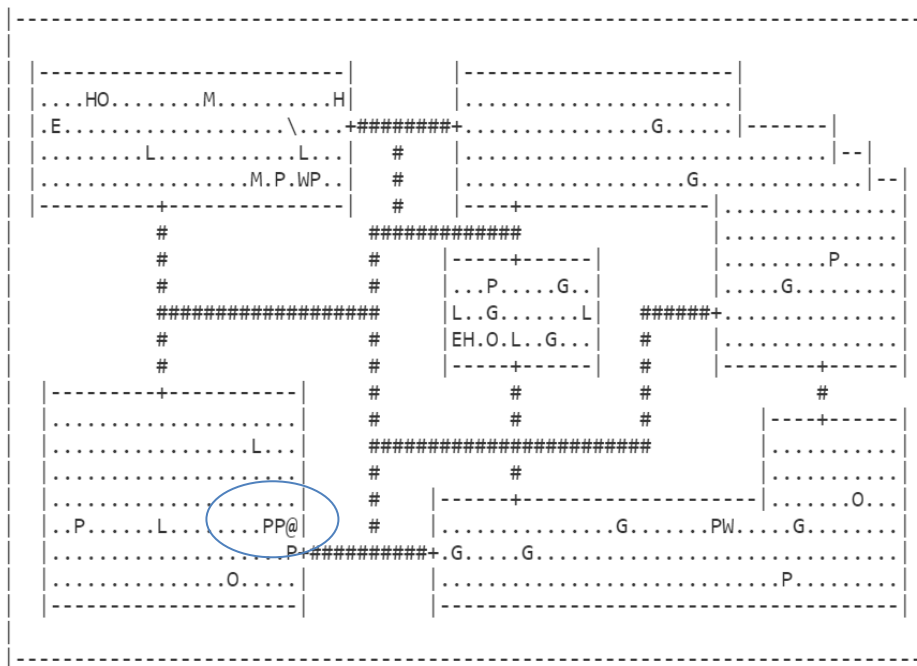 |-----------------------------------------------------------------------------
|
| |--------------------------|         |-----------------------|
| |....HO........M..........H|         |.......................|
| |.E...................\....+########+................G......|-------|
| |.........L............L...|   #     |...............................|--|
| |..................M.P.WP..|   #     |...................G..............|--|
| |----------+---------------|   #     |----+----------------|...............|
|            #                 #############                |...............|
|            #                 #     |-----+------|         |.........P.....|
|            #                 #     |...P.....G..|         |.....G.........|
|            ###################     |L..G.......L|   ######+...............|
|            #                 #     |EH.O.L..G...|   #     |...............|
|            #                 #     |-----+------|   #     |--------+------|
|  |---------+-----------|     #           #          #              #
|  |.....................|     #           #          #         |----+------|
|  |.................L...|     ########################         |...........|
|  |.....................|     #           #                    |...........|
|  |.....................|     #    |------+--------------------|.......O...|
|  |..P......L........PP@|     #    |...............G.......PW.....G........|
|  |....................P+##########+.G.....G...............................|
|  |...............O.....|          |.............................P.........|
|  |---------------------|          |---------------------------------------|
|
|-----------------------------------------------------------------------------